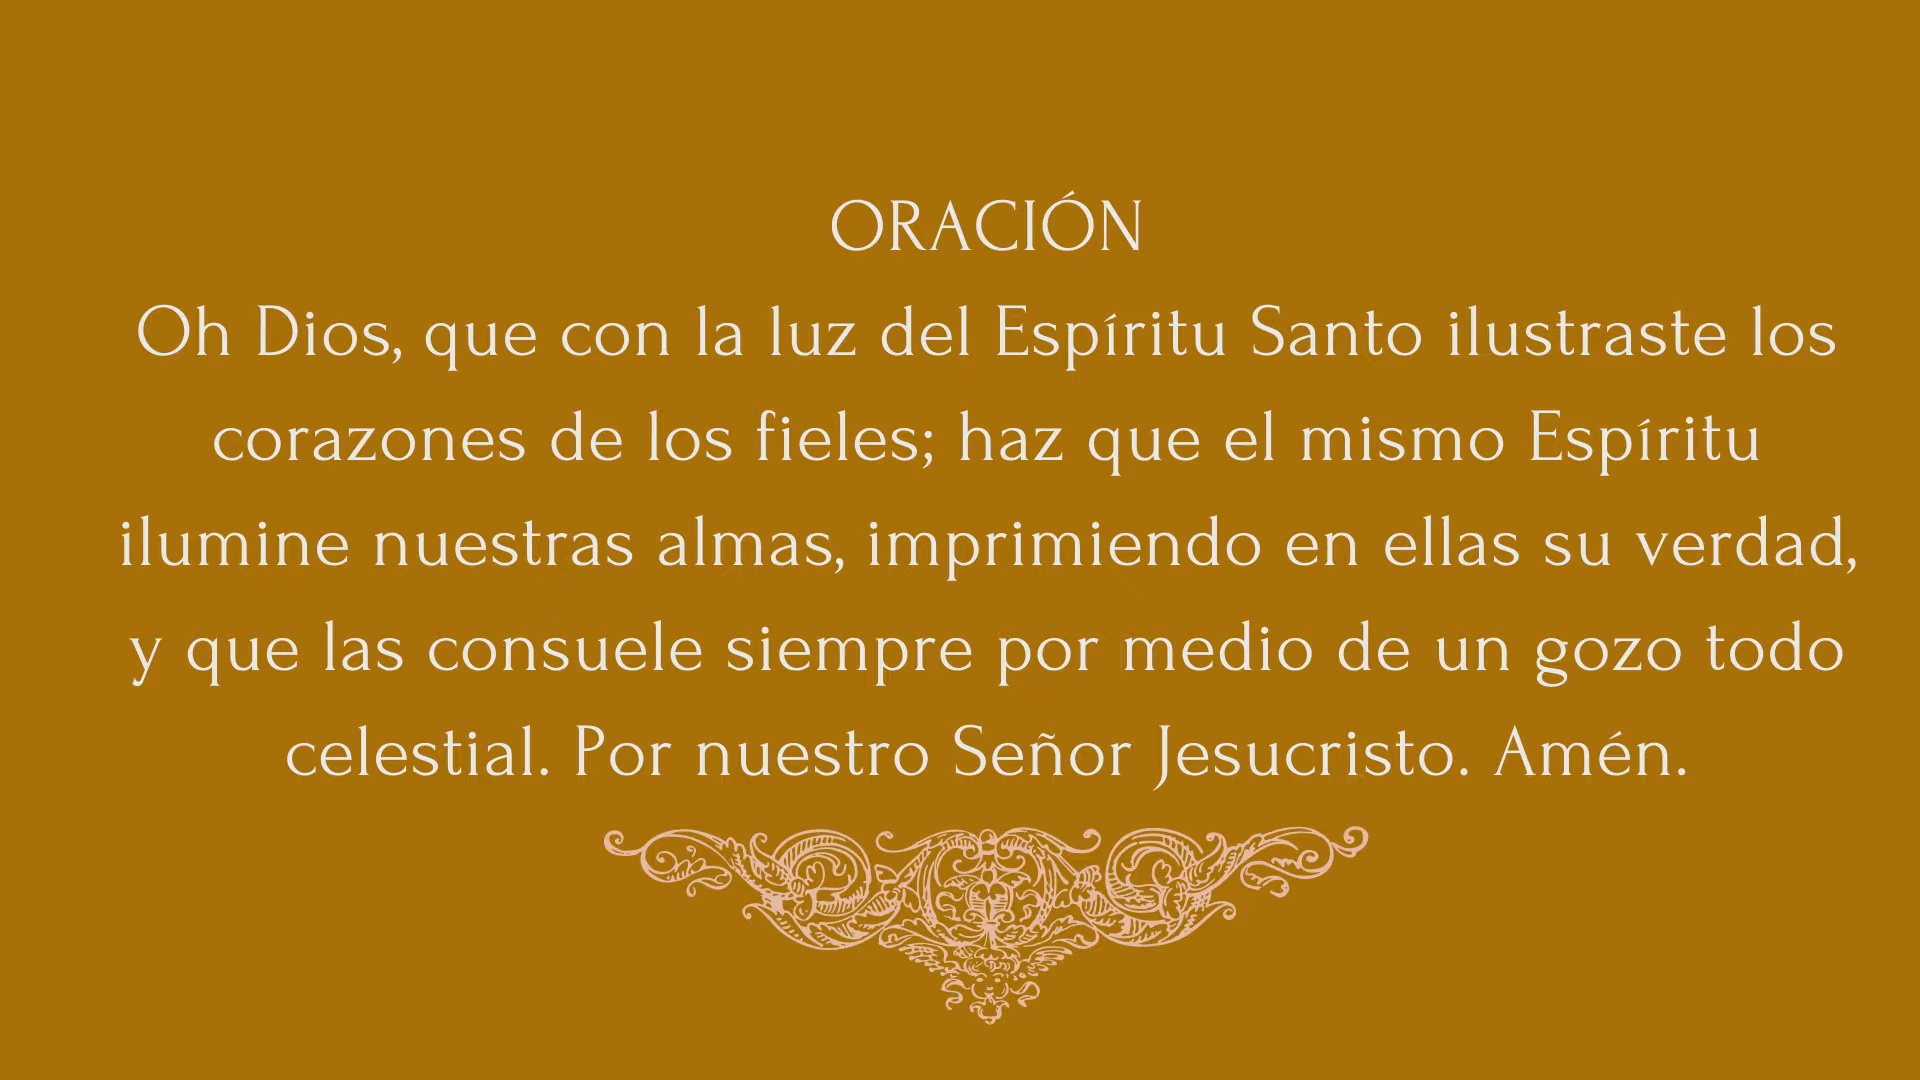 ORACIÓN
Oh Dios, que con la luz del Espíritu Santo ilustraste los
corazones de los fieles; haz que el mismo Espíritu
ilumine nuestras almas, imprimiendo en ellas su verdad,
y que las consuele siempre por medio de un gozo todo
celestial. Por nuestro Señor Jesucristo. Amén.